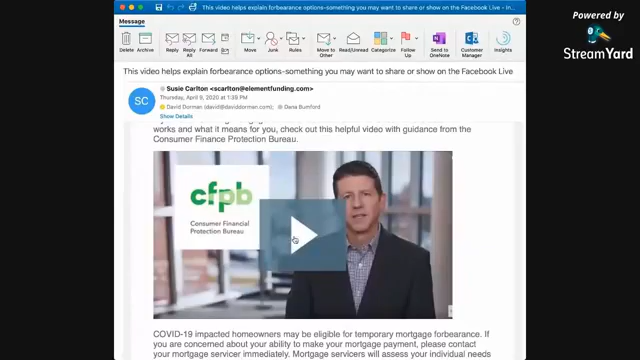 This video helps explain forbearance options-something you may want to share or show on the Facebook Live - In...
Powered by
StreamYard
Message
Delete
Archive
Reply
Reply All
Forward
Move
Junk
Rules
Move to Other
Read/Unread
Categorize
Follow Up
Send to OneNote
Customer Manager
Insights
This video helps explain forbearance options-something you may want to share or show on the Facebook Live
SC
Susie Carlton <scarlton@elementfunding.com>
Thursday, April 9, 2020 at 1:35 PM
David Dorman (david@daviddorman.com); Dana Bumford
Show Details
works and what it means for you, check out this helpful video with guidance from the
Consumer Finance Protection Bureau.
cfpb
Consumer Financial
Protection Bureau
COVID-19 impacted homeowners may be eligible for temporary mortgage forbearance. If
you are concerned about your ability to make your mortgage payment, please contact
your mortgage servicer immediately. Mortgage servicers will assess your individual needs